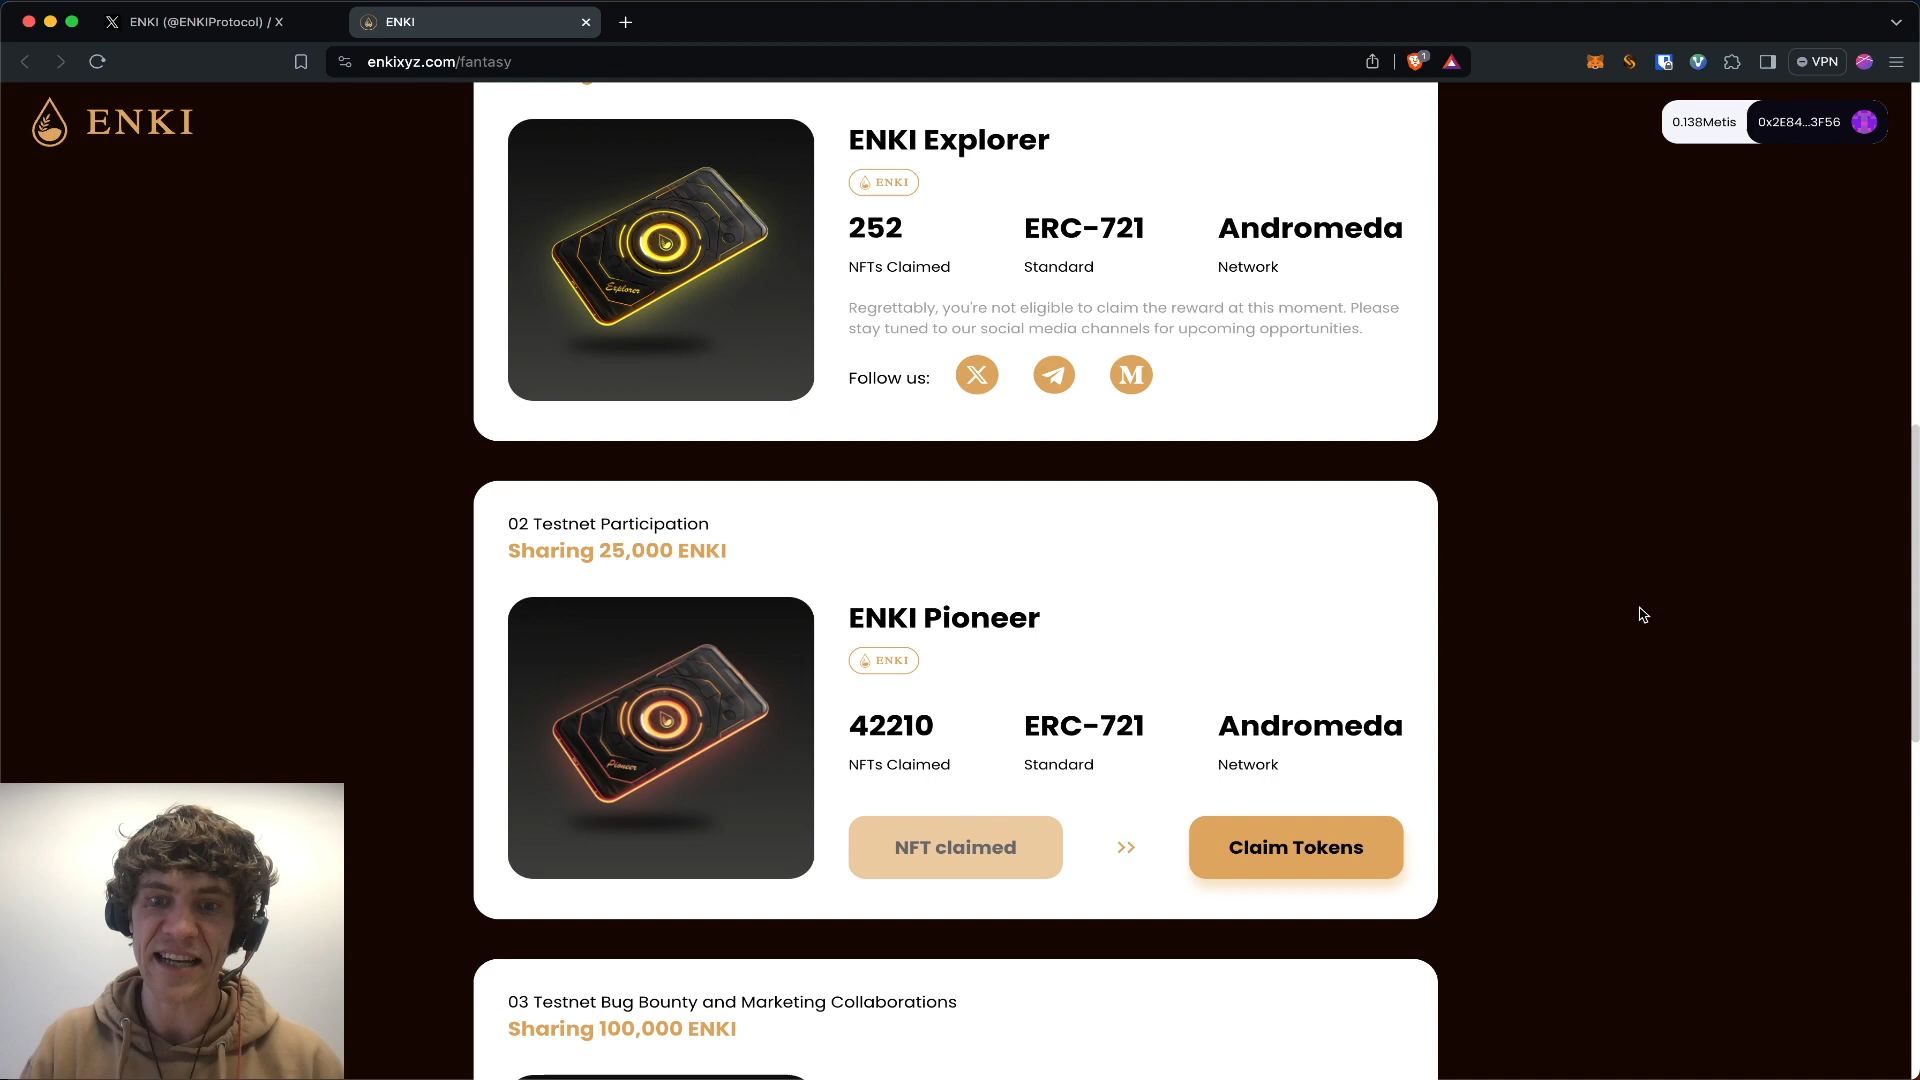 ENKI (@ENKIProtocol) / X
ENKI
enkixyz.com/fantasy
1
VPN
ENKI
0.138Metis
0x2E84...3F56
Explorer
ENKI Explorer
ENKI
252
ERC-721
Andromeda
NFTs Claimed
Standard
Network
Regrettably, you're not eligible to claim the reward at this moment. Please
stay tuned to our social media channels for upcoming opportunities.
Follow us:
02 Testnet Participation
Sharing 25,000 ENKI
Pioneer
ENKI Pioneer
ENKI
42210
ERC-721
Andromeda
NFTs Claimed
Standard
Network
NFT claimed
>>
Claim Tokens
03 Testnet Bug Bounty and Marketing Collaborations
Sharing 100,000 ENKI